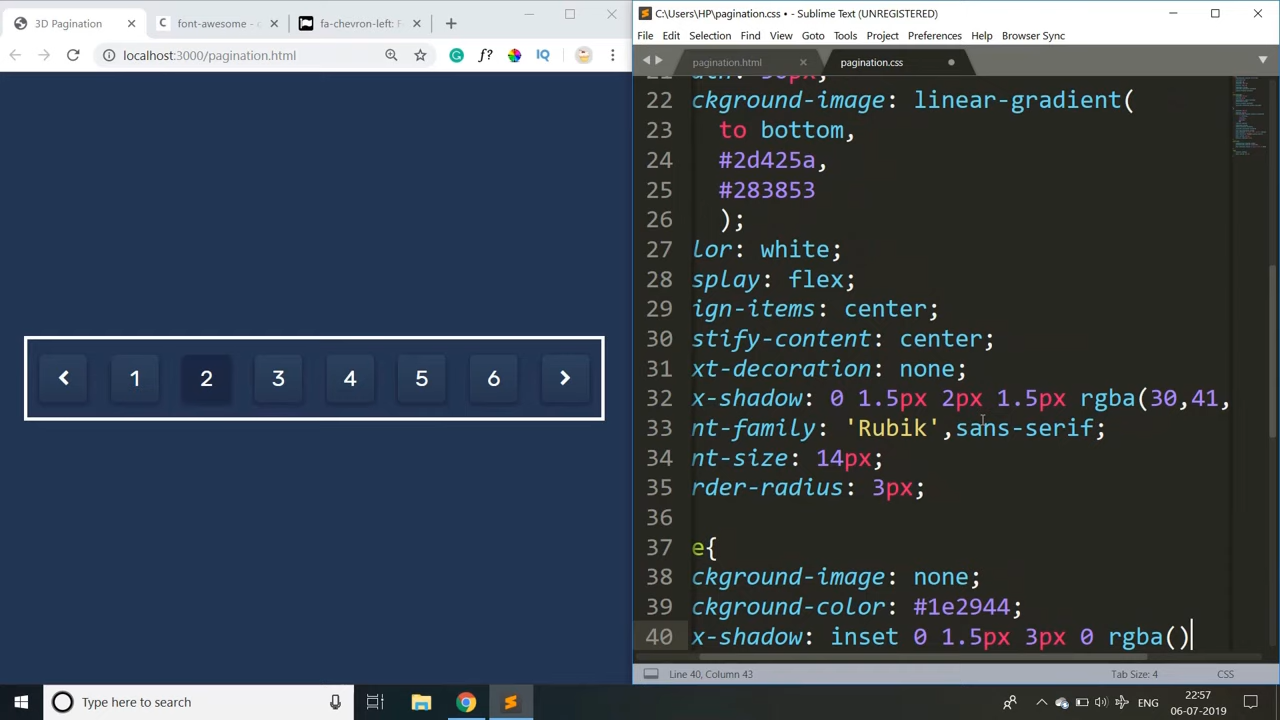 3D Pagination
font-awesome - c
fa-chevron-left: F
localhost:3000/pagination.html
1 2 3 4 5 6
C:\Users\HP\pagination.css • - Sublime Text (UNREGISTERED)
File Edit Selection Find View Goto Tools Project Preferences Help Browser Sync
pagination.html
pagination.css
22 ckground-image: linear-gradient(
23 to bottom,
24 #2d425a,
25 #283853
26 );
27 lor: white;
28 splay: flex;
29 ign-items: center;
30 stify-content: center;
31 xt-decoration: none;
32 x-shadow: 0 1.5px 2px 1.5px rgba(30,41,
33 nt-family: 'Rubik',sans-serif;
34 nt-size: 14px;
35 rder-radius: 3px;
36
37 e{
38 ckground-image: none;
39 ckground-color: #1e2944;
40 x-shadow: inset 0 1.5px 3px 0 rgba()
Line 40, Column 43
Tab Size: 4
CSS
Type here to search
ENG
22:57
06-07-2019